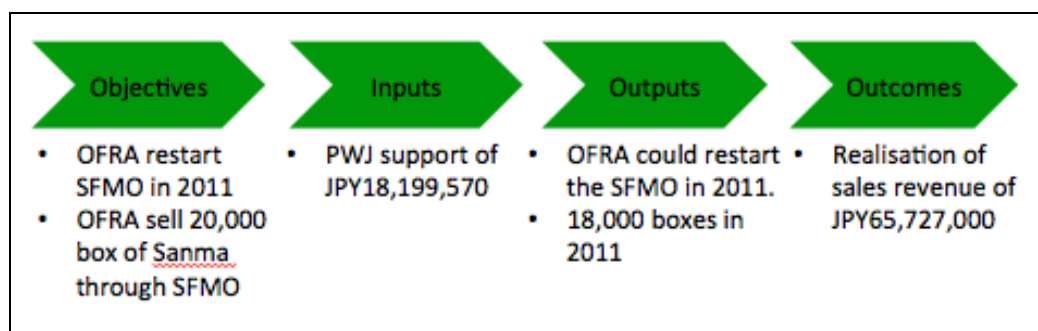 Objectives
• OFRA restart
SFMO in 2011
• OFRA sell 20,000
box of Sanma
through SFMO
Inputs
• PWJ support of
JPY18,199,570
Outputs
• OFRA could restart
the SFMO in 2011.
• 18,000 boxes in
2011
Outcomes
• Realisation of
sales revenue of
JPY65,727,000